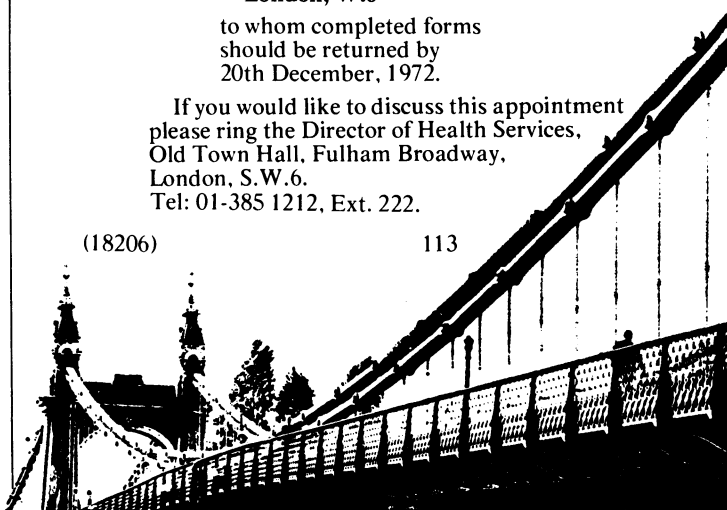 to whom completed forms
should be returned by
20th December, 1972.
If you would like to discuss this appointment
please ring the Director of Health Services,
Old Town Hall, Fulham Broadway,
London, S.W.6.
Tel: 01-385 1212, Ext. 222.
(18206) 113